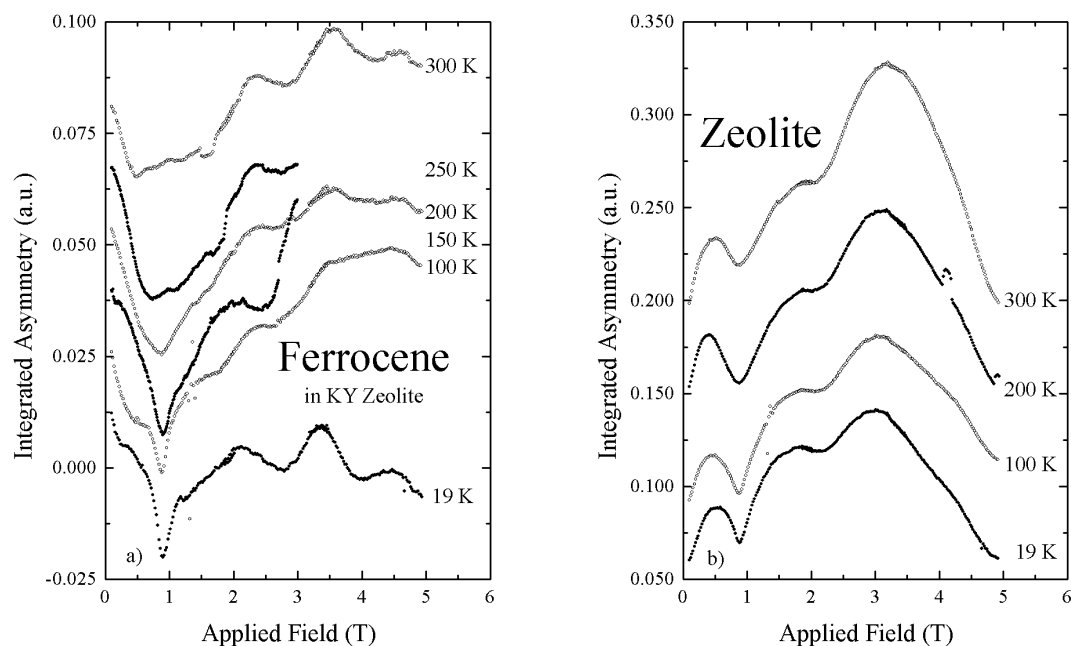 0.100
0.075
0.050
0.025
0.000
-0.025
Integrated Asymmetry (a.u.)
300 K
250 K
200 K
150 K
100 K
Ferrocene
in KY Zeolite
19 K
a)
0 1 2 3 4 5 6
Applied Field (T)
0.350
0.300
0.250
0.200
0.150
0.100
0.050
Integrated Asymmetry (a.u.)
Zeolite
300 K
200 K
100 K
19 K
b)
0 1 2 3 4 5 6
Applied Field (T)